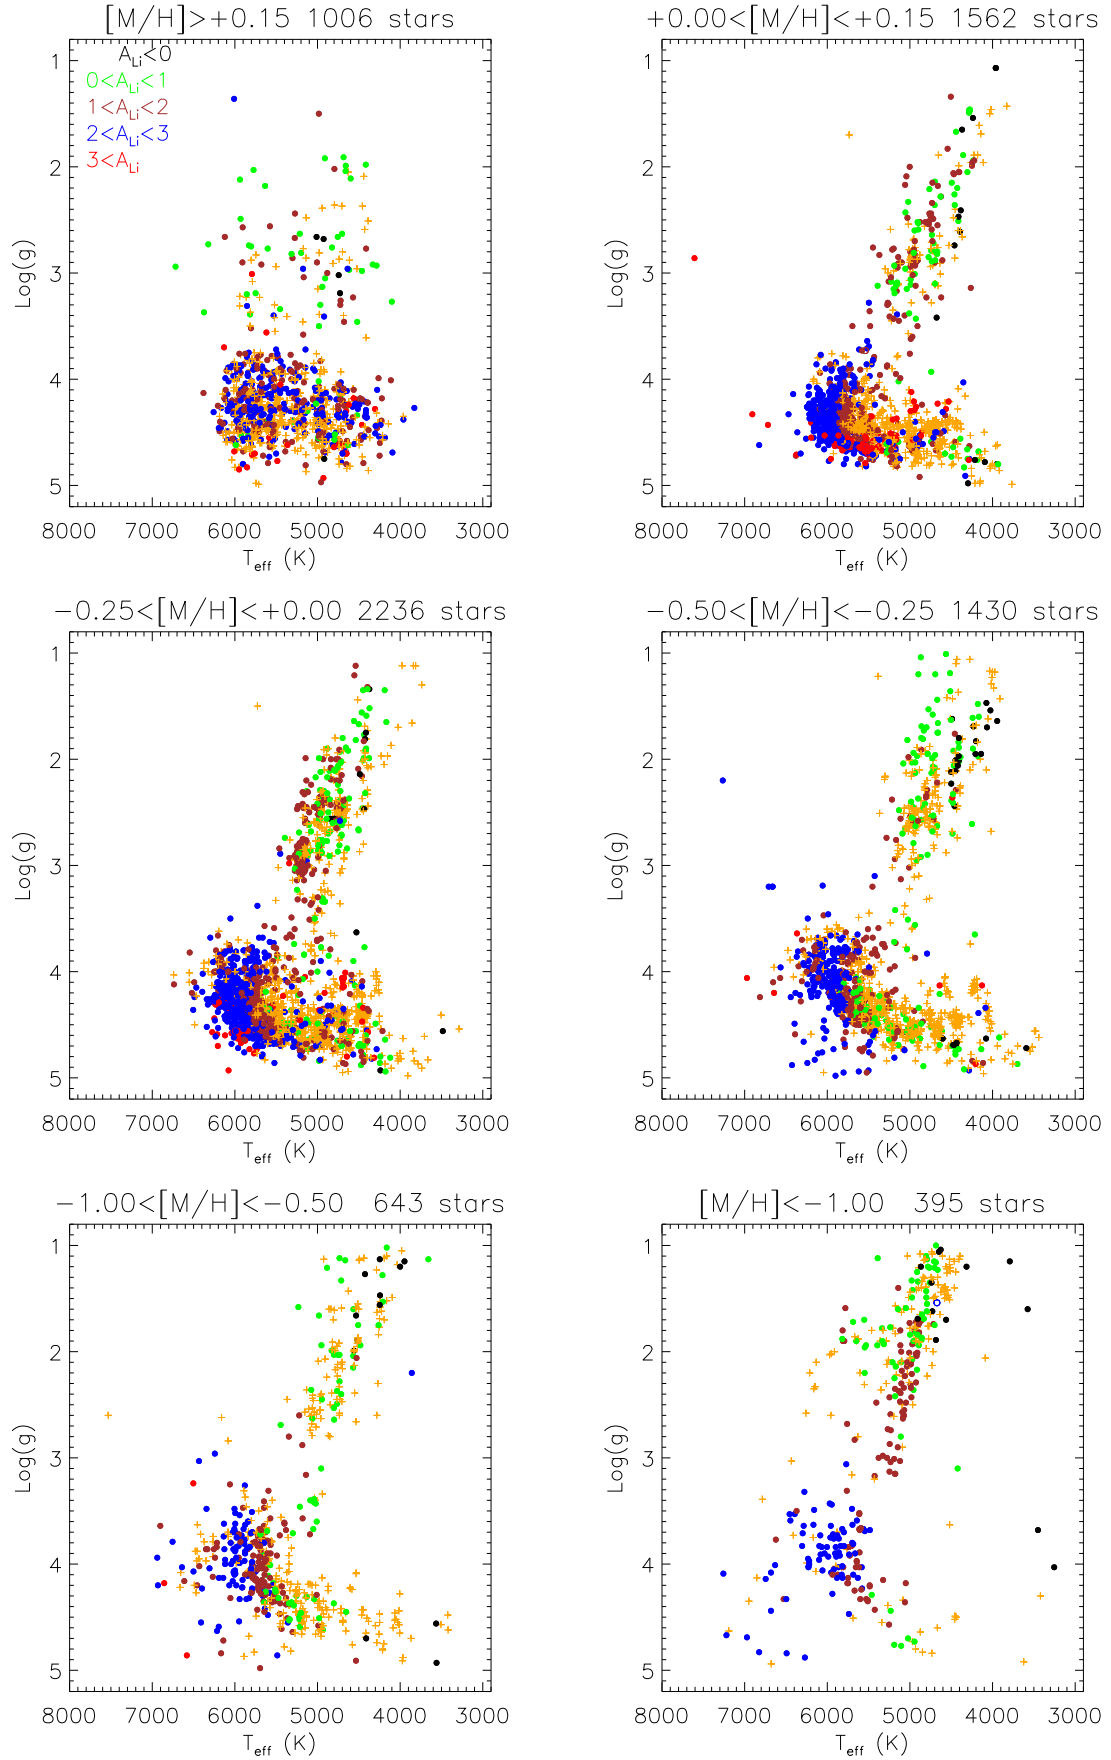 [M/H]>+0.15 1006 stars
+0.00<[M/H]<+0.15 1562 stars
A_Li<0
0<A_Li<1
1<A_Li<2
2<A_Li<3
3<A_Li
1
2
3
4
5
Log(g)
8000 7000 6000 5000 4000 3000
T_eff (K)
1
2
3
4
5
Log(g)
8000 7000 6000 5000 4000 3000
T_eff (K)
−0.25<[M/H]<+0.00 2236 stars
−0.50<[M/H]<−0.25 1430 stars
1
2
3
4
5
Log(g)
8000 7000 6000 5000 4000 3000
T_eff (K)
1
2
3
4
5
Log(g)
8000 7000 6000 5000 4000 3000
T_eff (K)
−1.00<[M/H]<−0.50 643 stars
[M/H]<−1.00 395 stars
1
2
3
4
5
Log(g)
8000 7000 6000 5000 4000 3000
T_eff (K)
1
2
3
4
5
Log(g)
8000 7000 6000 5000 4000 3000
T_eff (K)